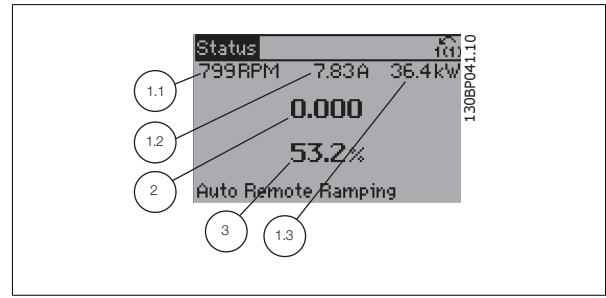 Status 1(1)
799RPM 7.83A 36.4kW
0.000
53.2%
Auto Remote Ramping
1.1
1.2
2
3
1.3
130BP041.10